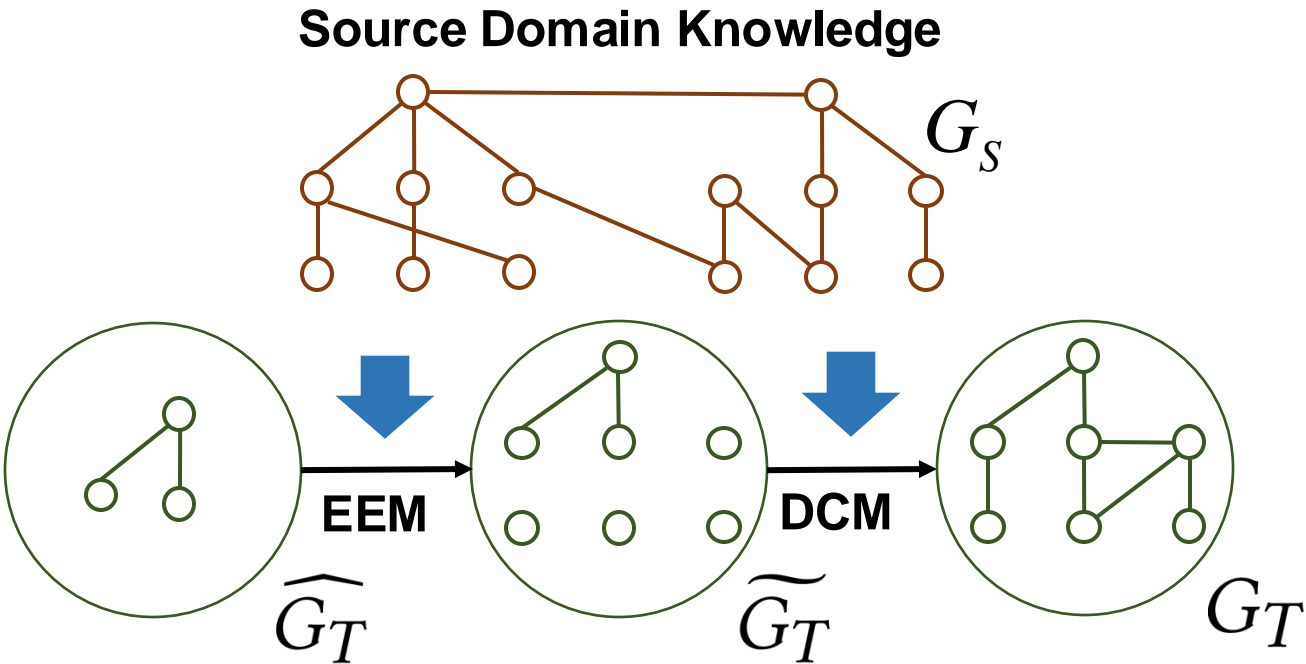 Source Domain Knowledge
$G_S$
EEM
DCM
$\widehat{G_T}$
$\widetilde{G_T}$
$G_T$